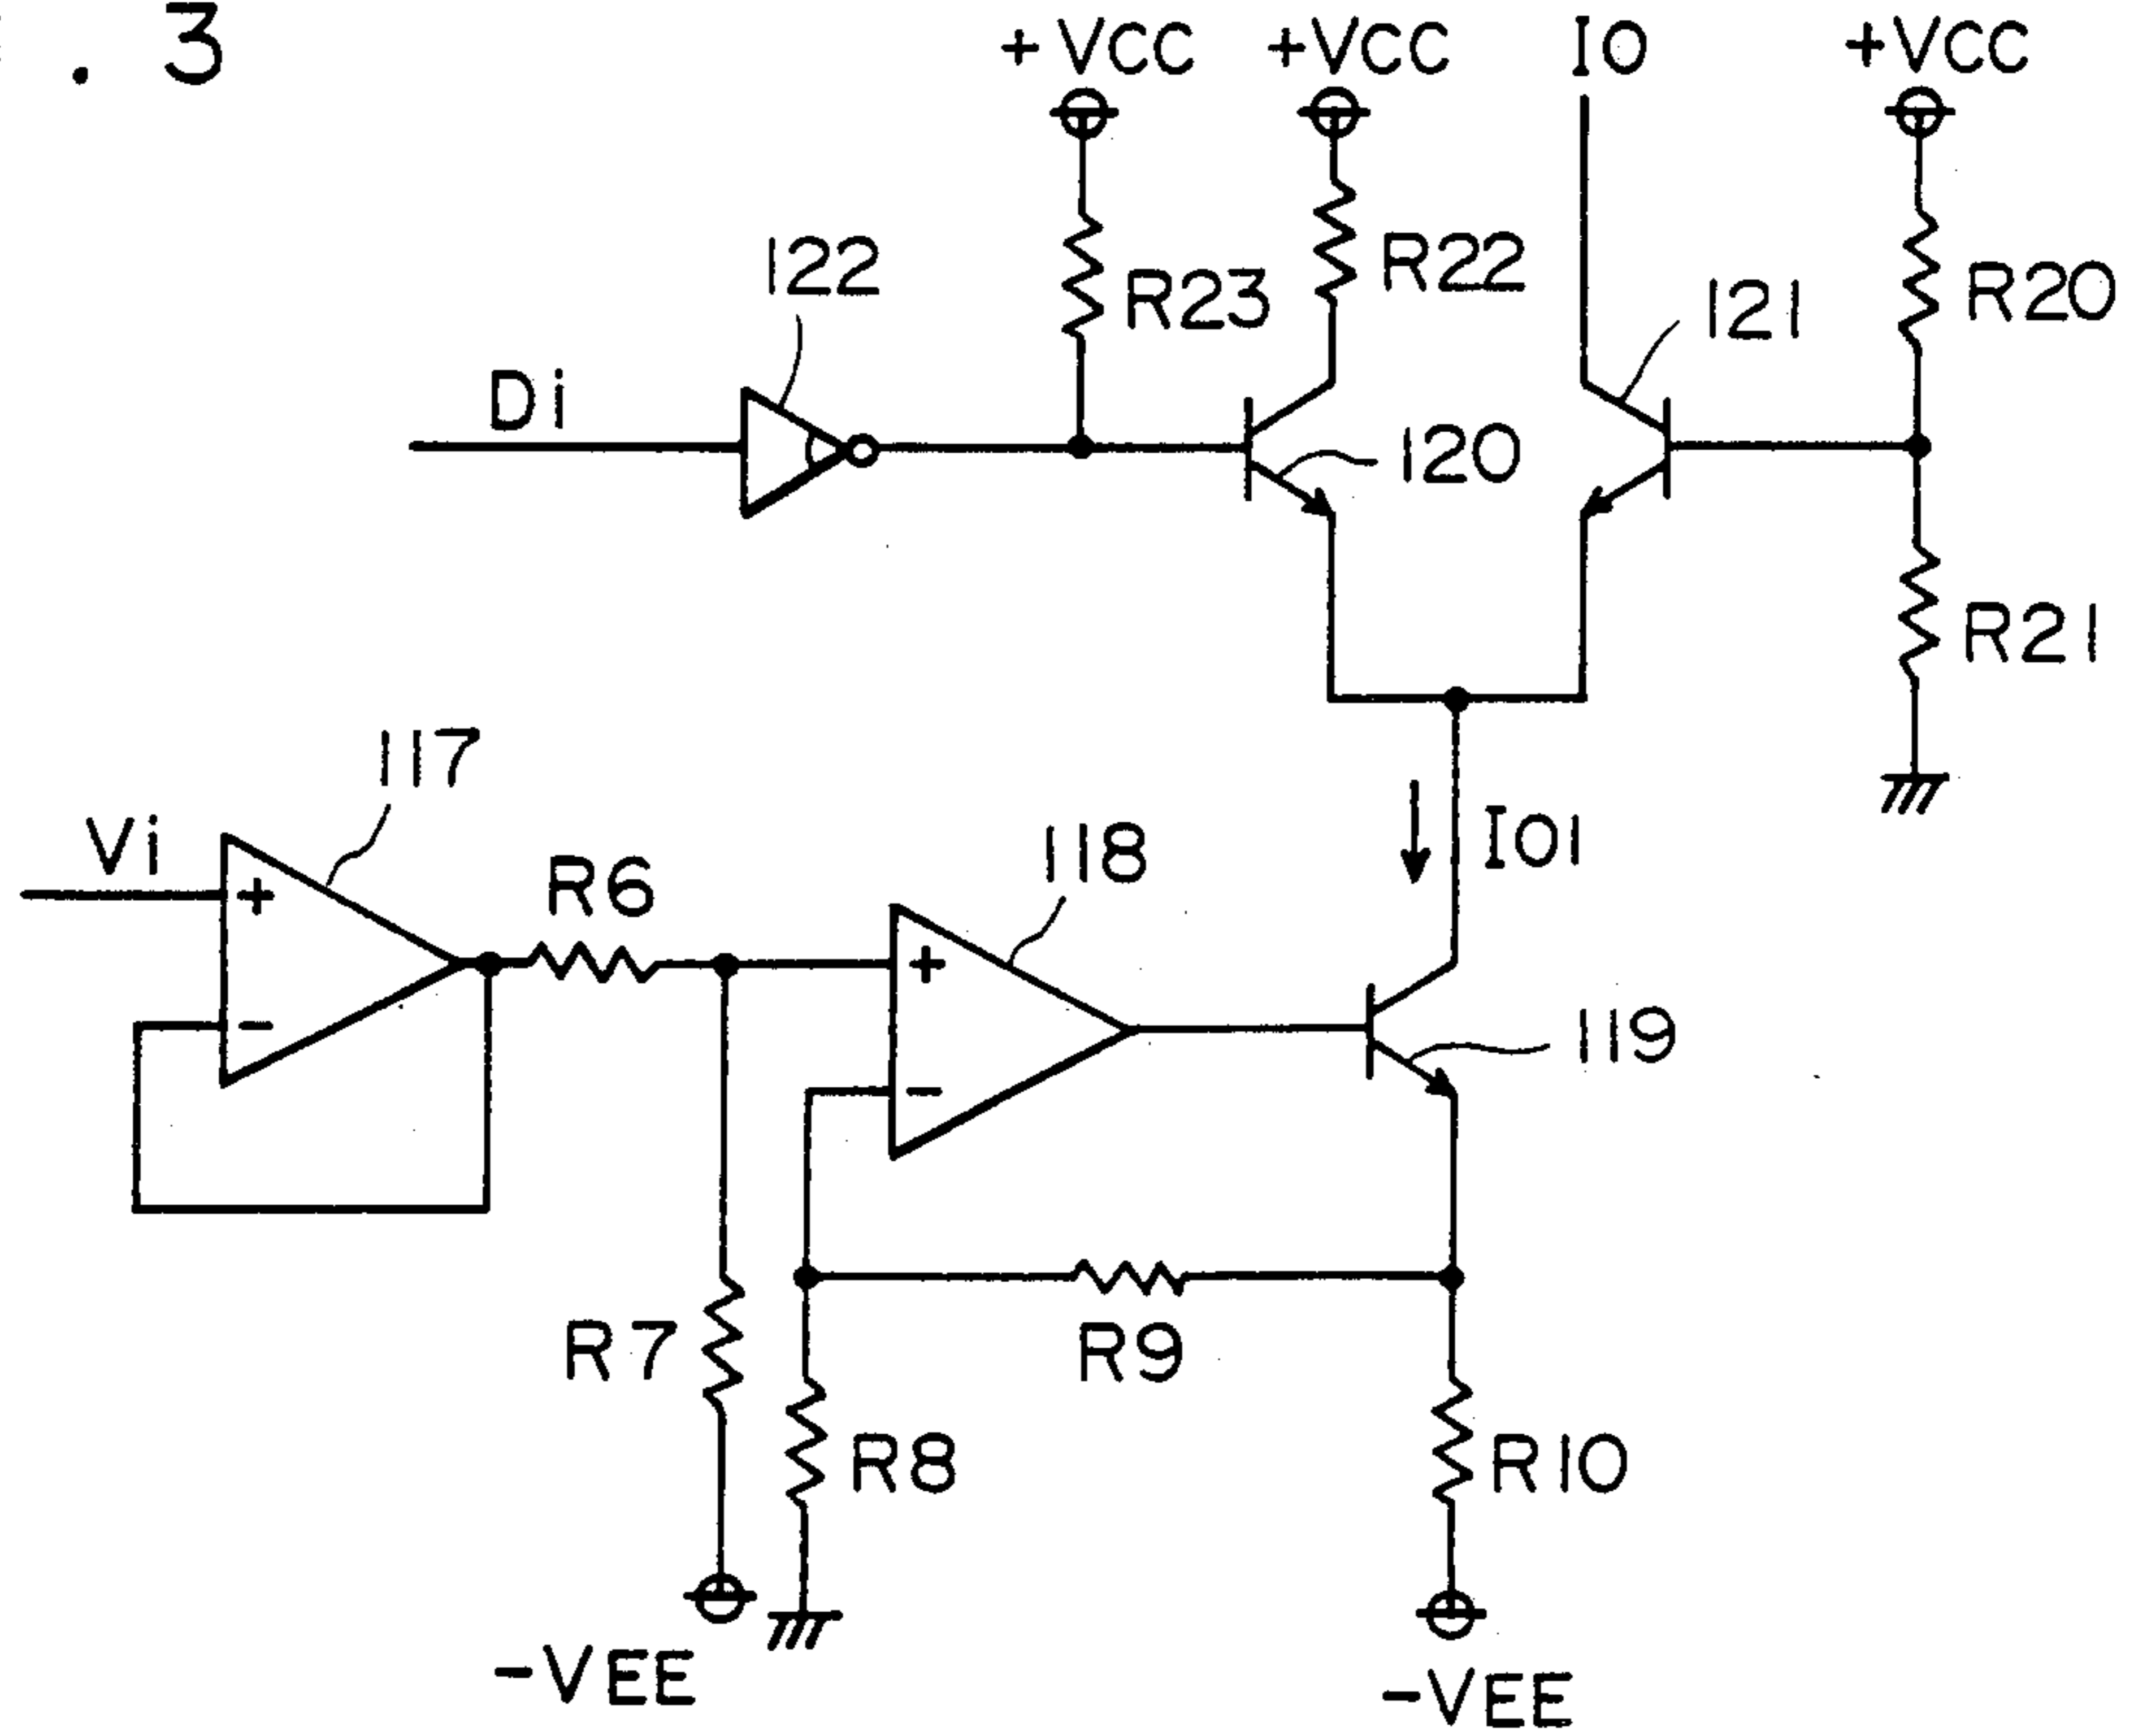 . 3
+VCC +VCC IO +VCC
122
R23
R22
121
R20
Di
120
R21
117
Vi
R6
118
IO1
+
-
+
-
119
R7
R9
R8
R10
-VEE
-VEE